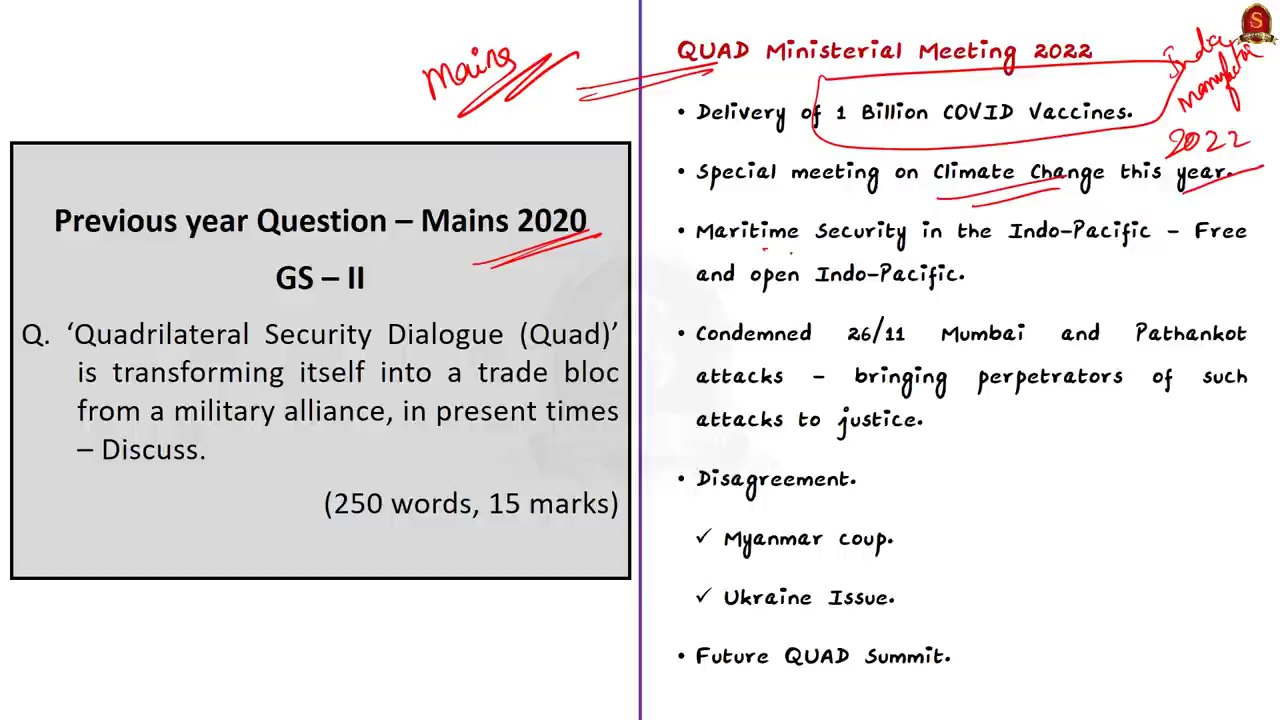 Mains
Previous year Question – Mains 2020
GS – II
Q. ‘Quadrilateral Security Dialogue (Quad)’
is transforming itself into a trade bloc
from a military alliance, in present times
– Discuss.
(250 words, 15 marks)
QUAD Ministerial Meeting 2022
India
manufactor
2022
• Delivery of 1 Billion COVID Vaccines.
• Special meeting on Climate Change this year.
• Maritime Security in the Indo-Pacific - Free
and open Indo-Pacific.
• Condemned 26/11 Mumbai and Pathankot
attacks - bringing perpetrators of such
attacks to justice.
• Disagreement.
✓ Myanmar coup.
✓ Ukraine Issue.
• Future QUAD Summit.
S